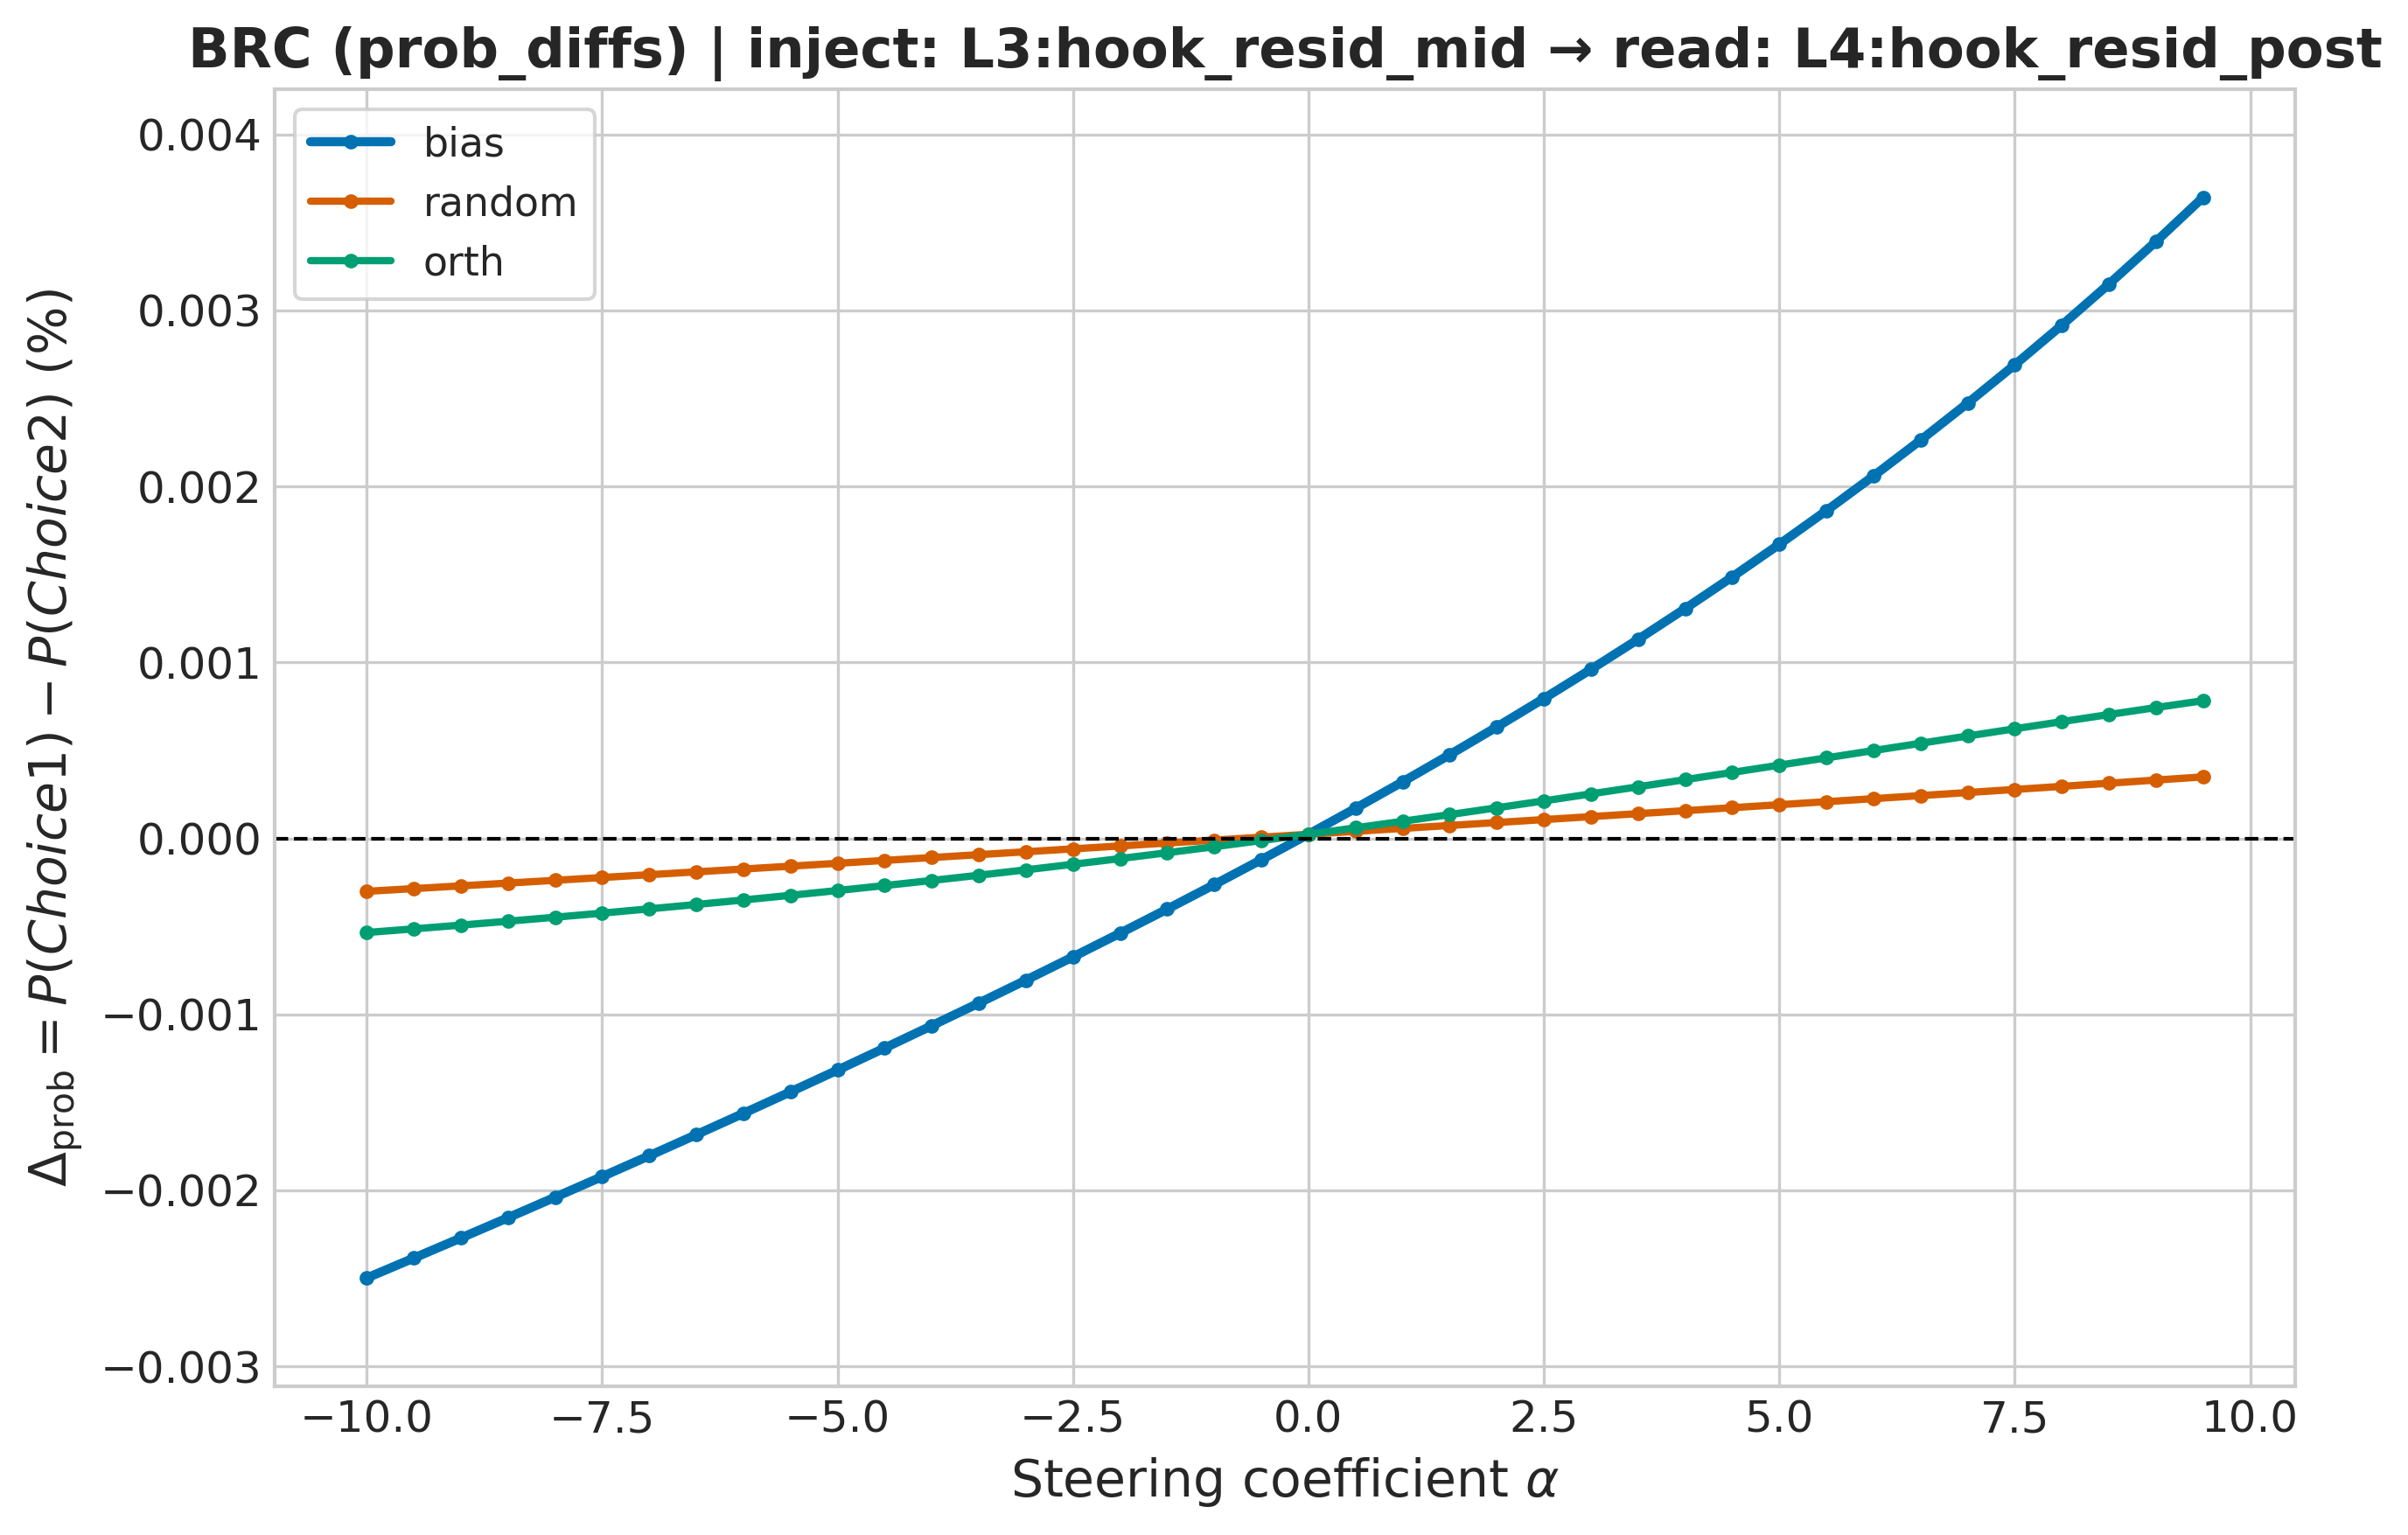 BRC (prob_diffs) | inject: L3:hook_resid_mid → read: L4:hook_resid_post
bias
random
orth
Δprob = P(Choice1) − P(Choice2) (%)
0.004
0.003
0.002
0.001
0.000
−0.001
−0.002
−0.003
−10.0
−7.5
−5.0
−2.5
0.0
2.5
5.0
7.5
10.0
Steering coefficient α